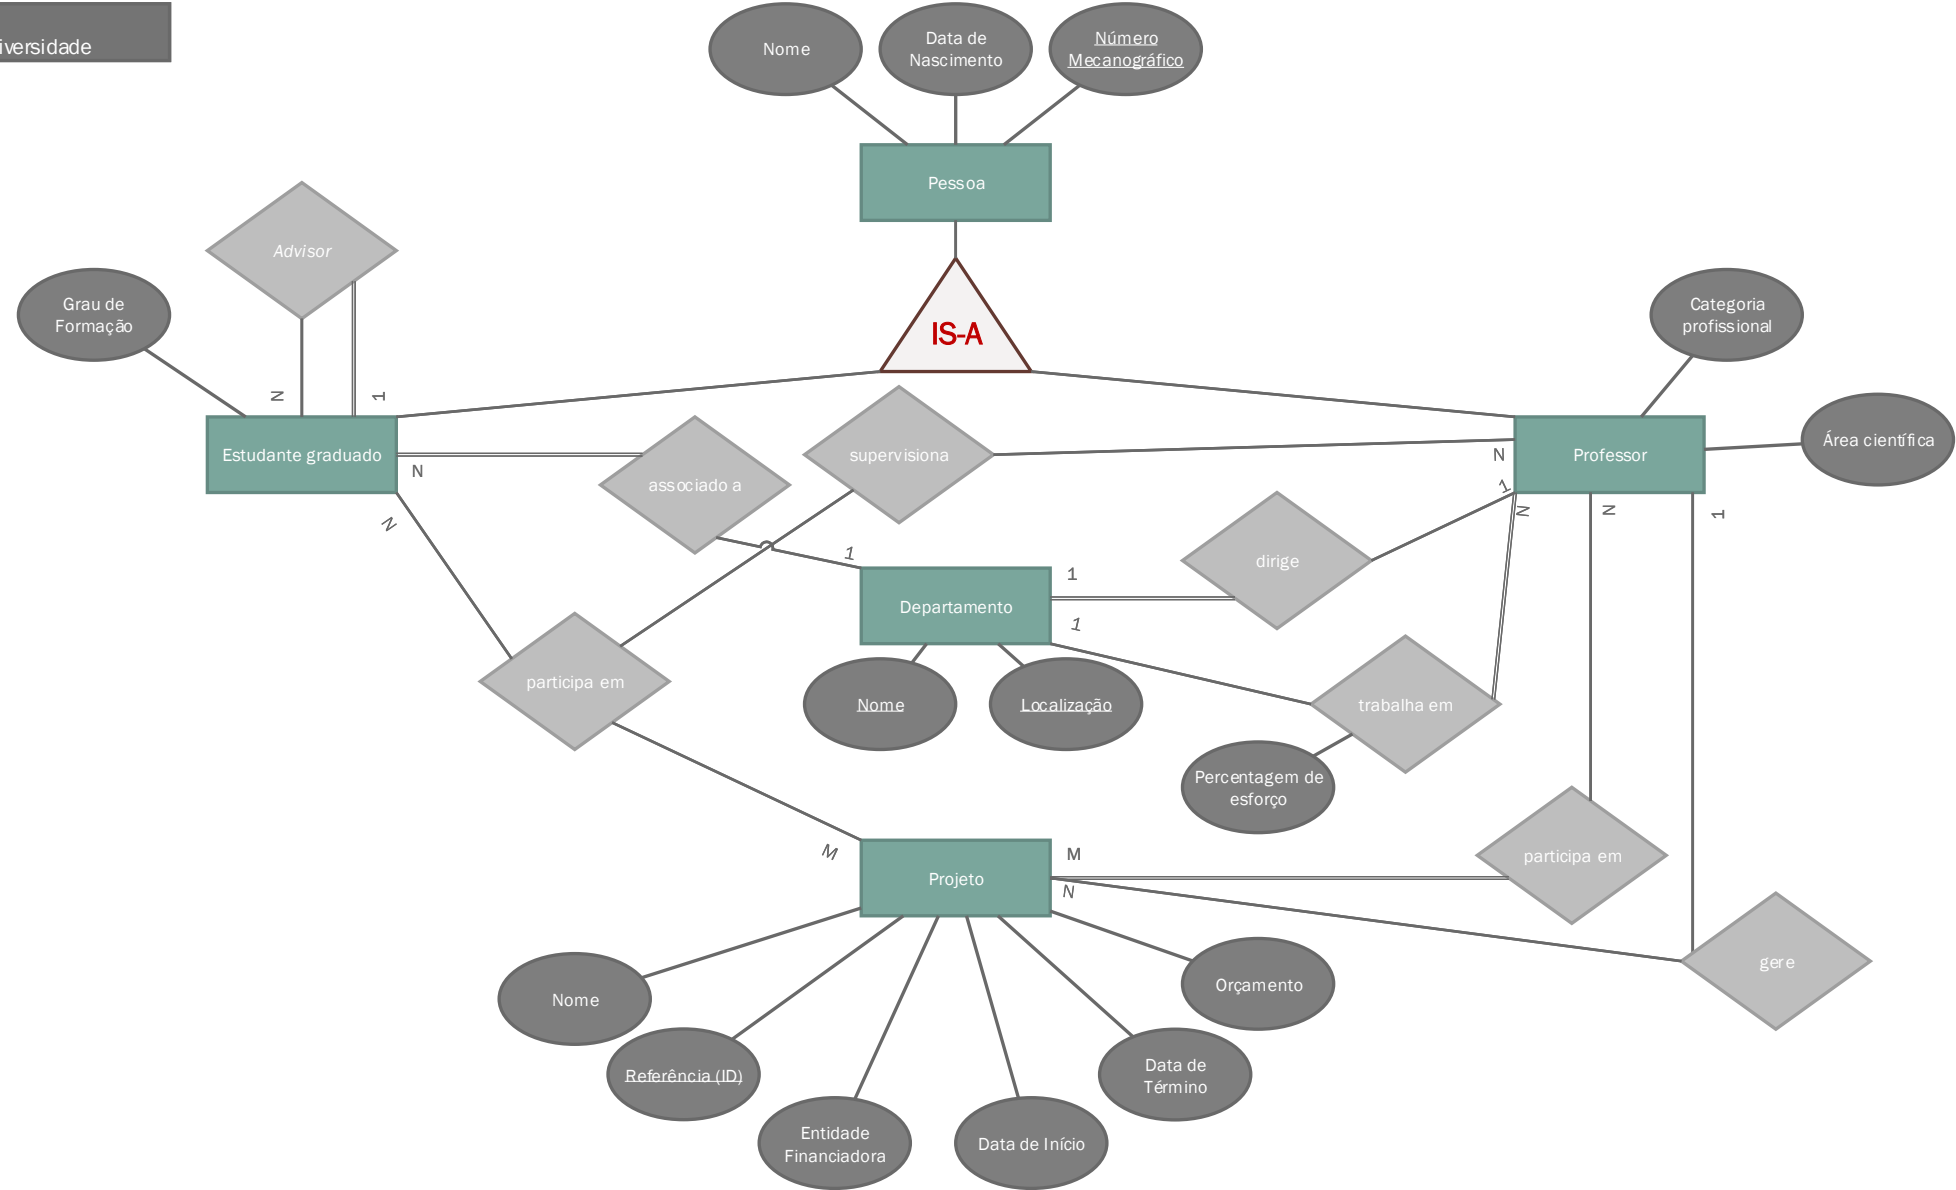 iversidade
Nome
Data de
Nascimento
Número
Mecanográfico
Pessoa
Advisor
Grau de
Formação
IS-A
Categoria
profissional
N
1
Estudante graduado
N
N
associado a
supervisiona
N
Professor
Área científica
1
N
N
1
1
dirige
1
Departamento
1
participa em
Nome
Localização
trabalha em
Percentagem de
esforço
M
Projeto
M
N
participa em
gere
Nome
Orçamento
Referência (ID)
Data de
Término
Entidade
Financiadora
Data de Início